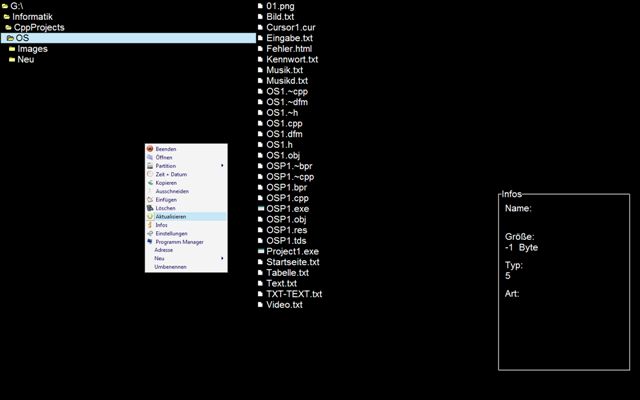 G:\
Informatik
CppProjects
OS
Images
Neu
01.png
Bild.txt
Cursor1.cur
Eingabe.txt
Fehler.html
Kennwort.txt
Musik.txt
Musikd.txt
OS1.~cpp
OS1.~dfm
OS1.~h
OS1.cpp
OS1.dfm
OS1.h
OS1.obj
OSP1.~bpr
OSP1.~cpp
OSP1.bpr
OSP1.cpp
OSP1.exe
OSP1.obj
OSP1.res
OSP1.tds
Project1.exe
Startseite.txt
Tabelle.txt
Text.txt
TXT-TEXT.txt
Video.txt
Beenden
Öffnen
Partition
Zeit + Datum
Kopieren
Ausschneiden
Einfügen
Löschen
Aktualisieren
Infos
Einstellungen
Programm Manager
Adresse
Neu
Umbenennen
Infos
Name:
Größe:
-1 Byte
Typ:
5
Art: